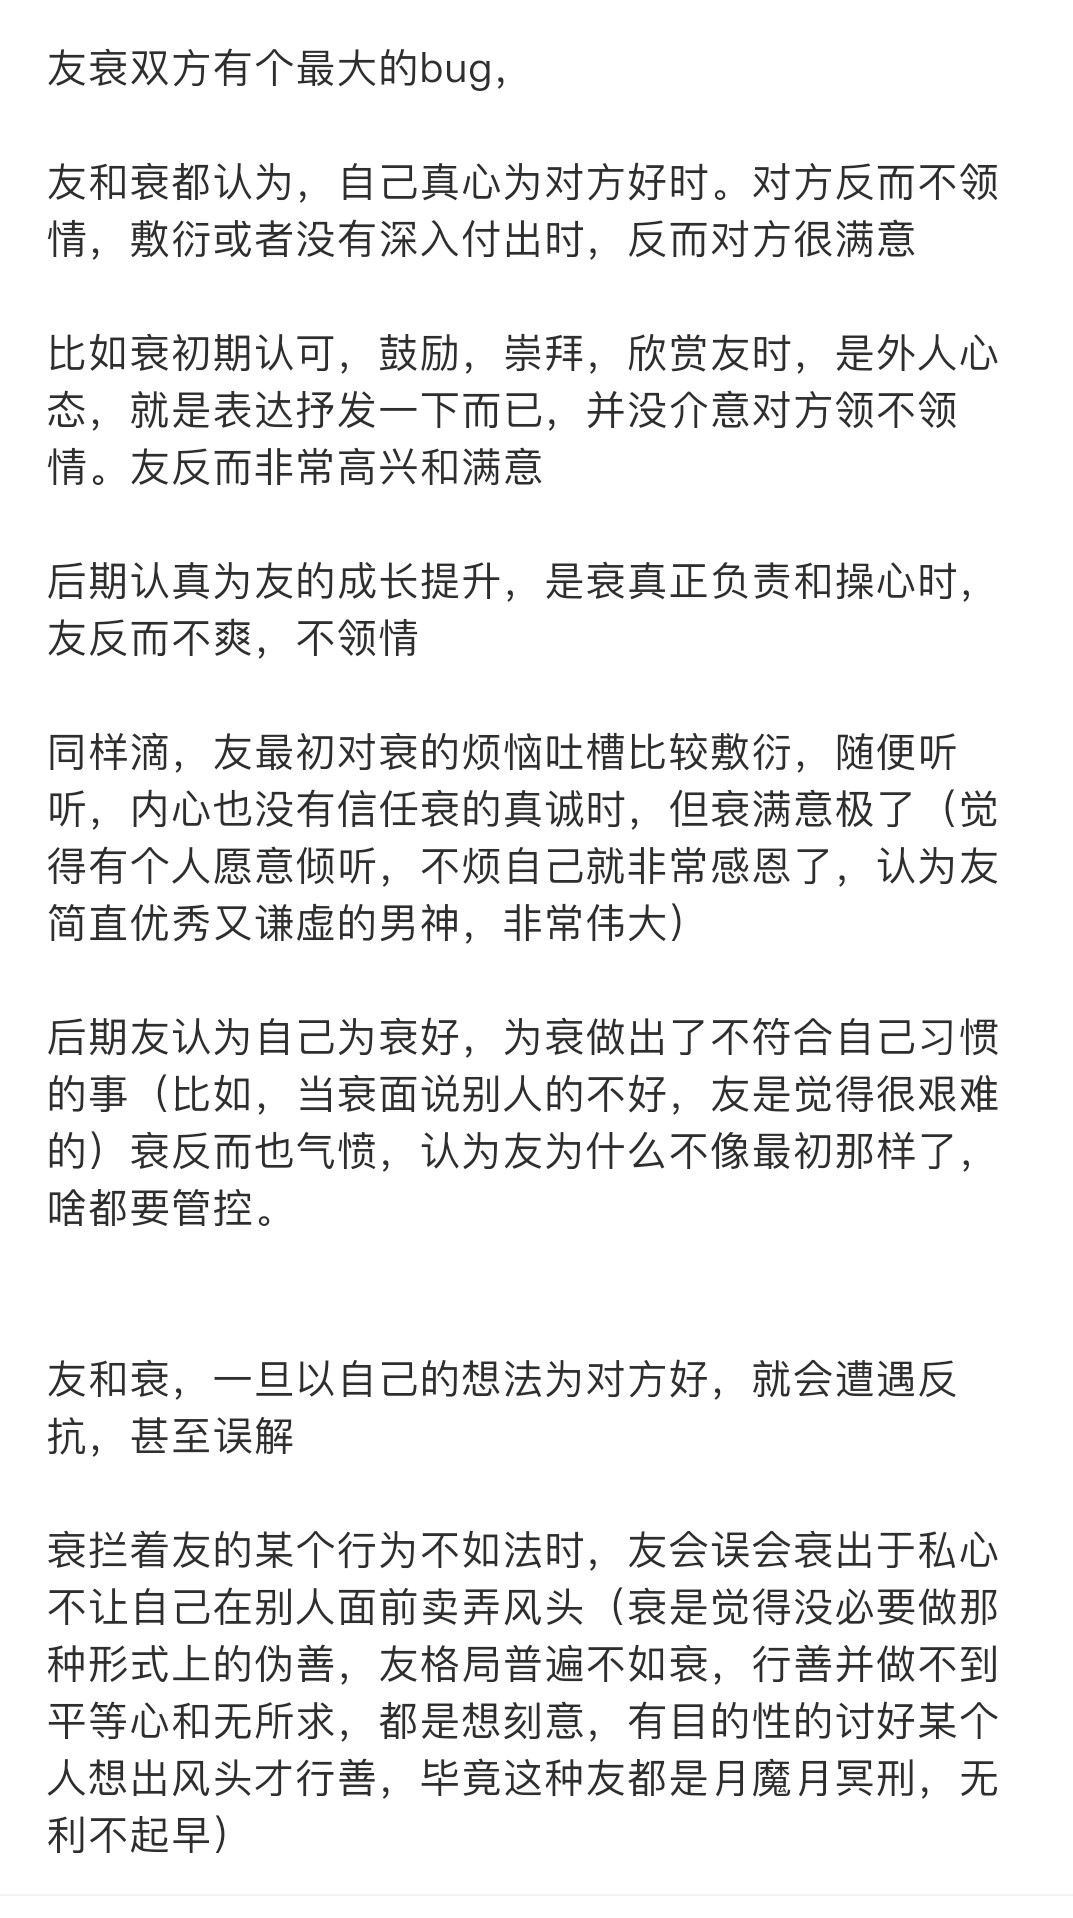 友衰双方有个最大的bug，
友和衰都认为，自己真心为对方好时。对方反而不领
情，敷衍或者没有深入付出时，反而对方很满意
比如衰初期认可，鼓励，崇拜，欣赏友时，是外人心
态，就是表达抒发一下而已，并没介意对方领不领
情。友反而非常高兴和满意
后期认真为友的成长提升，是衰真正负责和操心时，
友反而不爽，不领情
同样滴，友最初对衰的烦恼吐槽比较敷衍，随便听
听，内心也没有信任衰的真诚时，但衰满意极了（觉
得有个人愿意倾听，不烦自己就非常感恩了，认为友
简直优秀又谦虚的男神，非常伟大）
后期友认为自己为衰好，为衰做出了不符合自己习惯
的事（比如，当衰面说别人的不好，友是觉得很艰难
的）衰反而也气愤，认为友为什么不像最初那样了，
啥都要管控。
友和衰，一旦以自己的想法为对方好，就会遭遇反
抗，甚至误解
衰拦着友的某个行为不如法时，友会误会衰出于私心
不让自己在别人面前卖弄风头（衰是觉得没必要做那
种形式上的伪善，友格局普遍不如衰，行善并做不到
平等心和无所求，都是想刻意，有目的性的讨好某个
人想出风头才行善，毕竟这种友都是月魔月冥刑，无
利不起早）